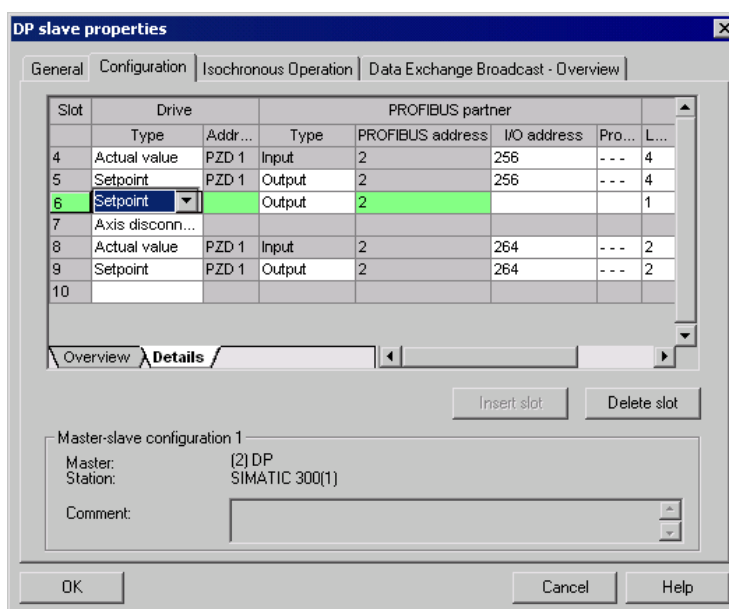 DP slave properties
General Configuration Isochronous Operation Data Exchange Broadcast - Overview
Slot Drive PROFIBUS partner
Type Addr... Type PROFIBUS address I/O address Pro... L...
4 Actual value PZD 1 Input 2 256 - - - 4
5 Setpoint PZD 1 Output 2 256 - - - 4
6 Setpoint Output 2 1
7 Axis disconn...
8 Actual value PZD 1 Input 2 264 - - - 2
9 Setpoint PZD 1 Output 2 264 - - - 2
10
Overview Details
Insert slot Delete slot
Master-slave configuration 1
Master: (2) DP
Station: SIMATIC 300(1)
Comment:
OK Cancel Help